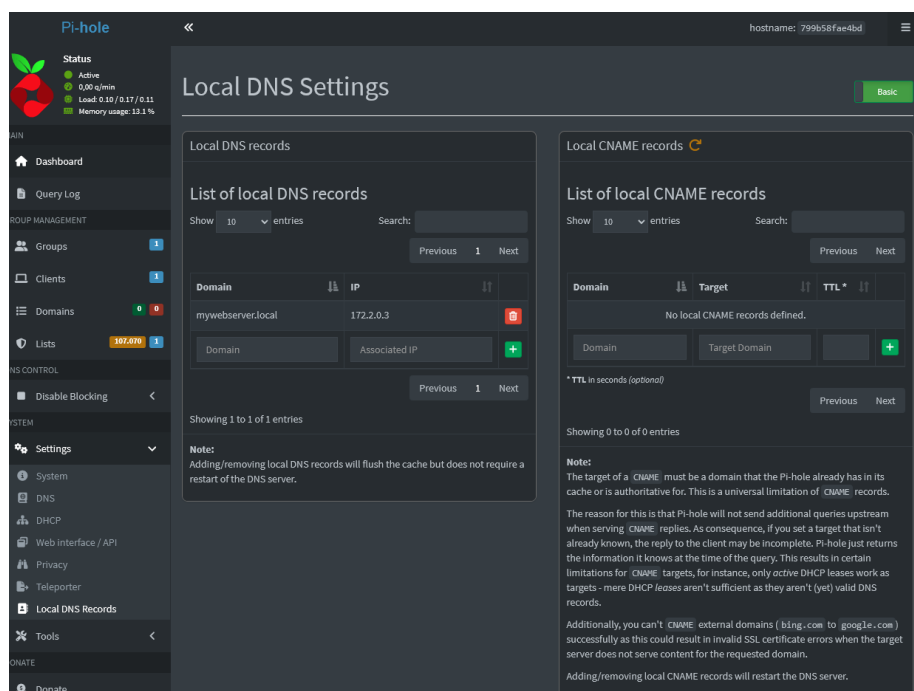 Pi-hole
hostname: 799b58fae4bd
Status
Active
0,00 q/min
Load: 0.10 / 0.17 / 0.11
Memory usage: 13.1 %
AIN
Dashboard
Query Log
ROUP MANAGEMENT
Groups 1
Clients 1
Domains 0 0
Lists 107.070 1
NS CONTROL
Disable Blocking
YSTEM
Settings
System
DNS
DHCP
Web interface / API
Privacy
Teleporter
Local DNS Records
Tools
ONATE
Donate
Local DNS Settings
Basic
Local DNS records
List of local DNS records
Show 10 entries Search:
Previous 1 Next
Domain IP
mywebserver.local 172.2.0.3
Domain Associated IP
Previous 1 Next
Showing 1 to 1 of 1 entries
Note:
Adding/removing local DNS records will flush the cache but does not require a
restart of the DNS server.
Local CNAME records
List of local CNAME records
Show 10 entries Search:
Previous Next
Domain Target TTL *
No local CNAME records defined.
Domain Target Domain
* TTL in seconds (optional)
Previous Next
Showing 0 to 0 of 0 entries
Note:
The target of a CNAME must be a domain that the Pi-hole already has in its
cache or is authoritative for. This is a universal limitation of CNAME records.
The reason for this is that Pi-hole will not send additional queries upstream
when serving CNAME replies. As consequence, if you set a target that isn't
already known, the reply to the client may be incomplete. Pi-hole just returns
the information it knows at the time of the query. This results in certain
limitations for CNAME targets, for instance, only active DHCP leases work as
targets - mere DHCP leases aren't sufficient as they aren't (yet) valid DNS
records.
Additionally, you can't CNAME external domains ( bing.com to google.com )
successfully as this could result in invalid SSL certificate errors when the target
server does not serve content for the requested domain.
Adding/removing local CNAME records will restart the DNS server.